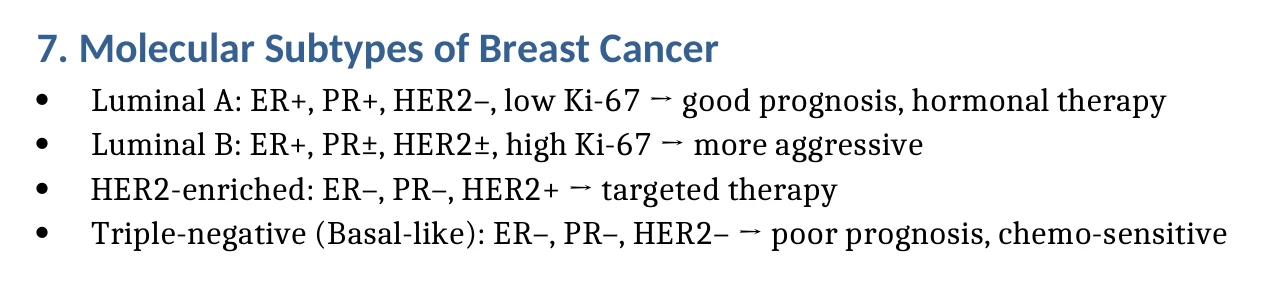 7. Molecular Subtypes of Breast Cancer
• Luminal A: ER+, PR+, HER2–, low Ki-67 → good prognosis, hormonal therapy
• Luminal B: ER+, PR±, HER2±, high Ki-67 → more aggressive
• HER2-enriched: ER–, PR–, HER2+ → targeted therapy
• Triple-negative (Basal-like): ER–, PR–, HER2– → poor prognosis, chemo-sensitive